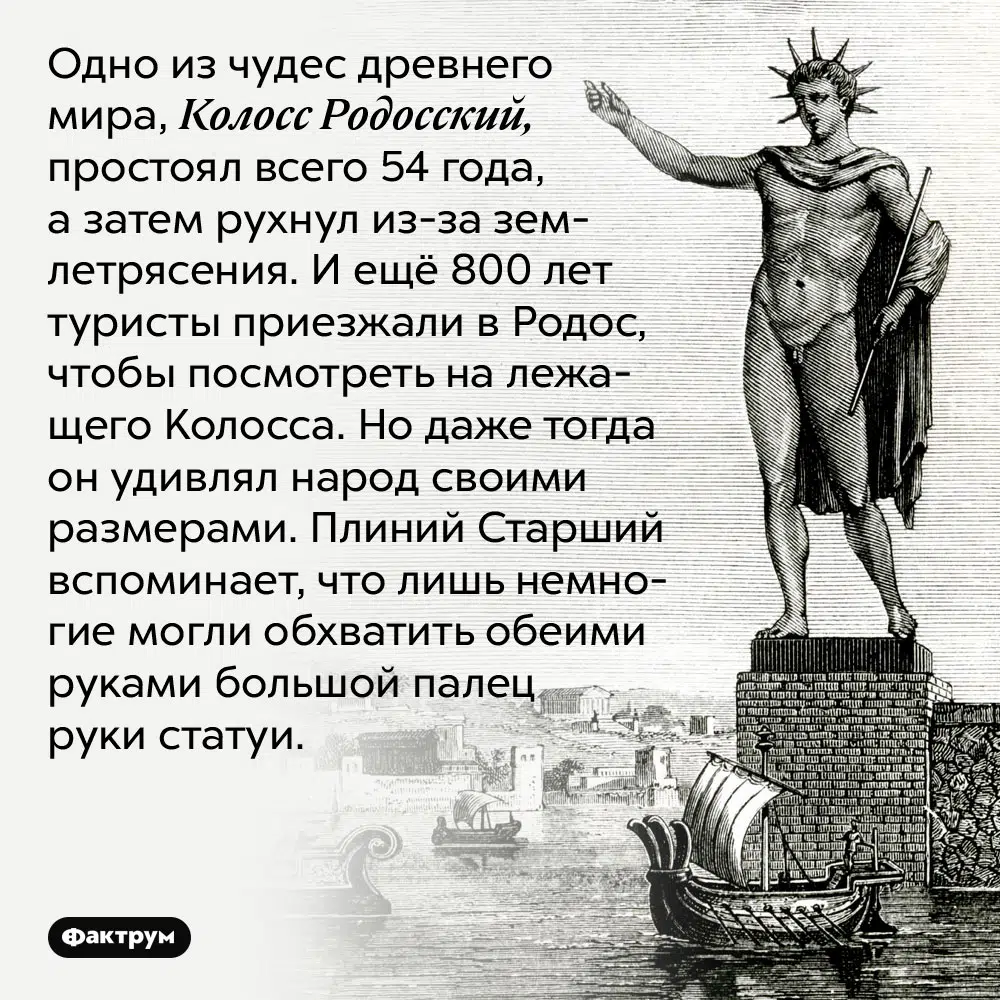 Одно из чудес древнего
мира, Колосс Родосский,
простоял всего 54 года,
а затем рухнул из-за зем-
летрясения. И ещё 800 лет
туристы приезжали в Родос,
чтобы посмотреть на лежа-
щего Колосса. Но даже тогда
он удивлял народ своими
размерами. Плиний Старший
вспоминает, что лишь немно-
гие могли обхватить обеими
руками большой палец
руки статуи.
Фактрум